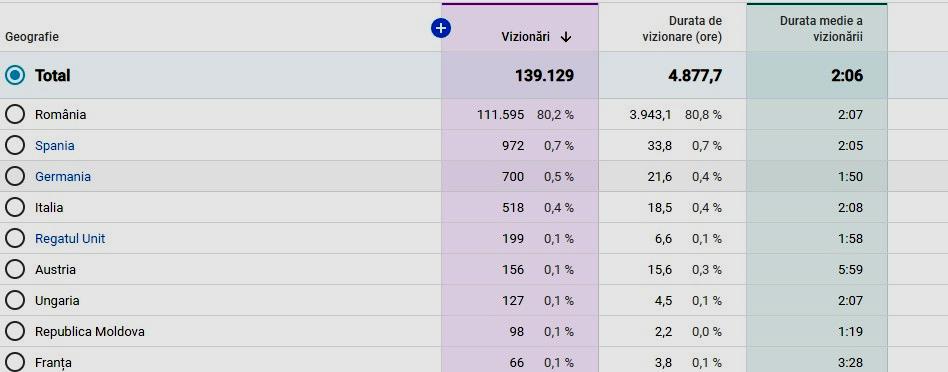 Geografie Vizionări Durata de vizionare (ore) Durata medie a vizionării
Total 139.129 4.877,7 2:06
România 111.595 80,2 % 3.943,1 80,8 % 2:07
Spania 972 0,7 % 33,8 0,7 % 2:05
Germania 700 0,5 % 21,6 0,4 % 1:50
Italia 518 0,4 % 18,5 0,4 % 2:08
Regatul Unit 199 0,1 % 6,6 0,1 % 1:58
Austria 156 0,1 % 15,6 0,3 % 5:59
Ungaria 127 0,1 % 4,5 0,1 % 2:07
Republica Moldova 98 0,1 % 2,2 0,0 % 1:19
Franța 66 0,1 % 3,8 0,1 % 3:28